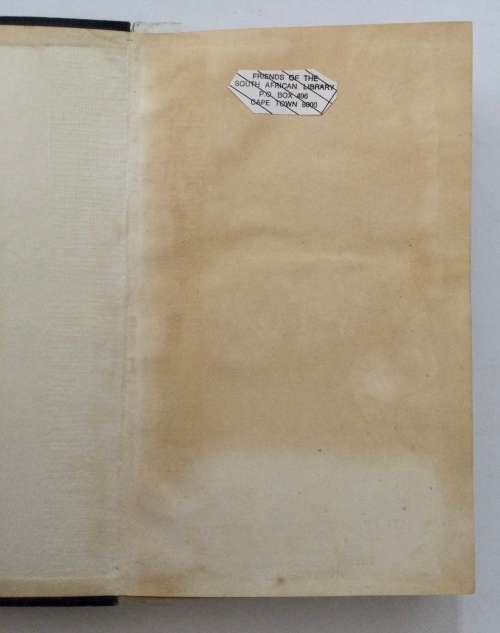 FRIENDS OF THE
SOUTH AFRICAN LIBRARY
P.O. BOX 496
CAPE TOWN 8000